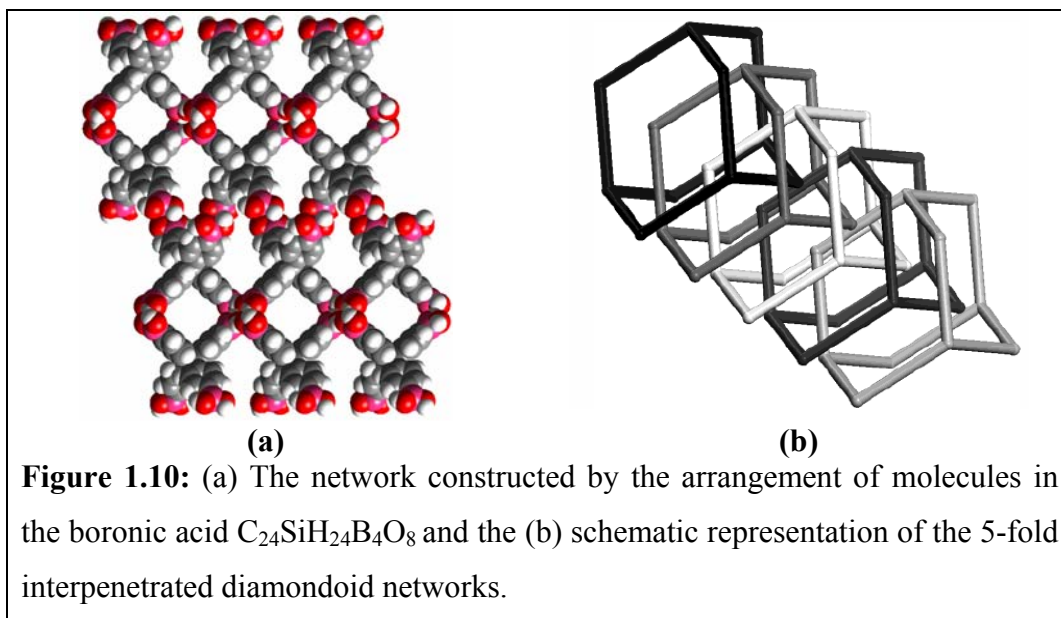 (a) (b)
Figure 1.10: (a) The network constructed by the arrangement of molecules in
the boronic acid C₂₄SiH₂₄B₄O₈ and the (b) schematic representation of the 5-fold
interpenetrated diamondoid networks.